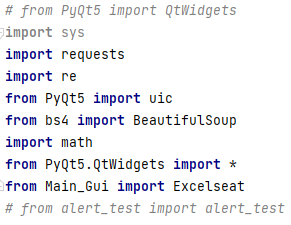 # from PyQt5 import QtWidgets
import sys
import requests
import re
from PyQt5 import uic
from bs4 import BeautifulSoup
import math
from PyQt5.QtWidgets import *
from Main_Gui import Excelseat
# from alert_test import alert_test